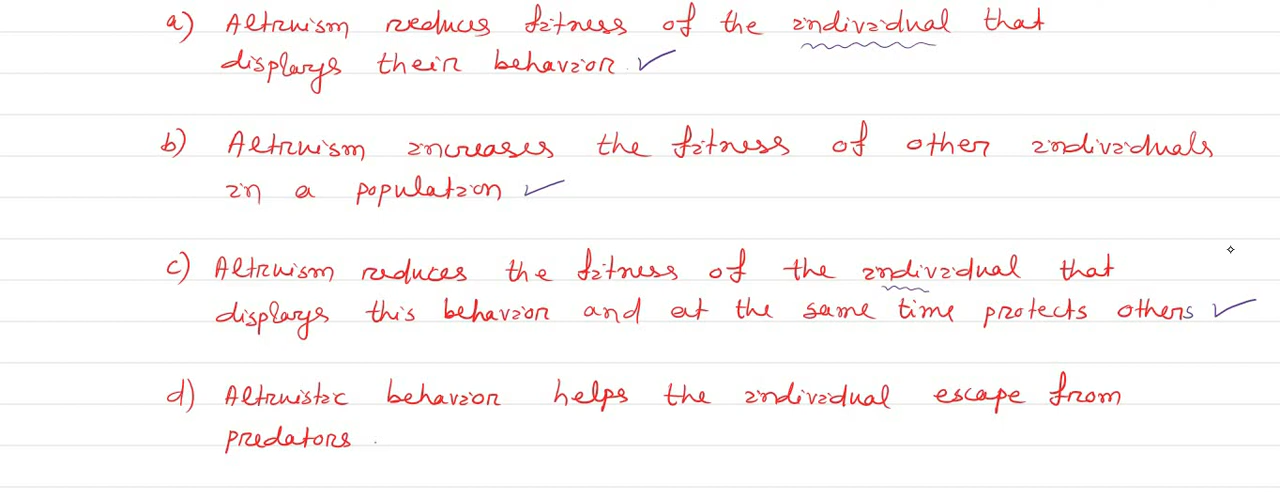 a) Altruism reduces fitness of the individual that
displays their behavior.
b) Altruism increases the fitness of other individuals
in a population
c) Altruism reduces the fitness of the individual that
displays this behavior and at the same time protects others
d) Altruistic behavior helps the individual escape from
predators.